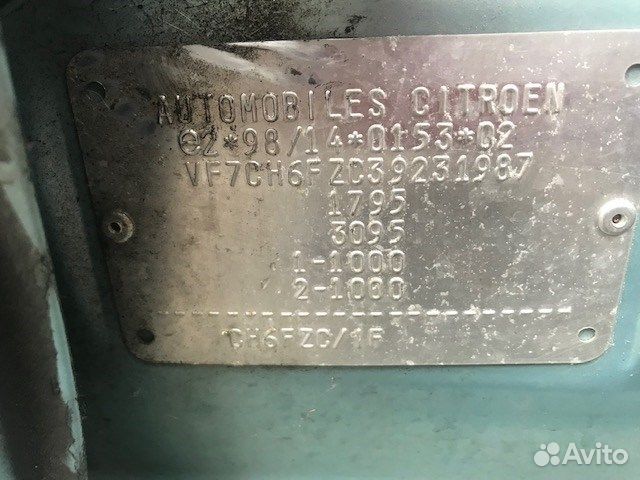 AUTOMOBILES CITROEN
e2*98/14*0153*02
VF7CH6FZC39231987
1795
3095
1-1000
2-1000
CH6FZC/1F
Avito